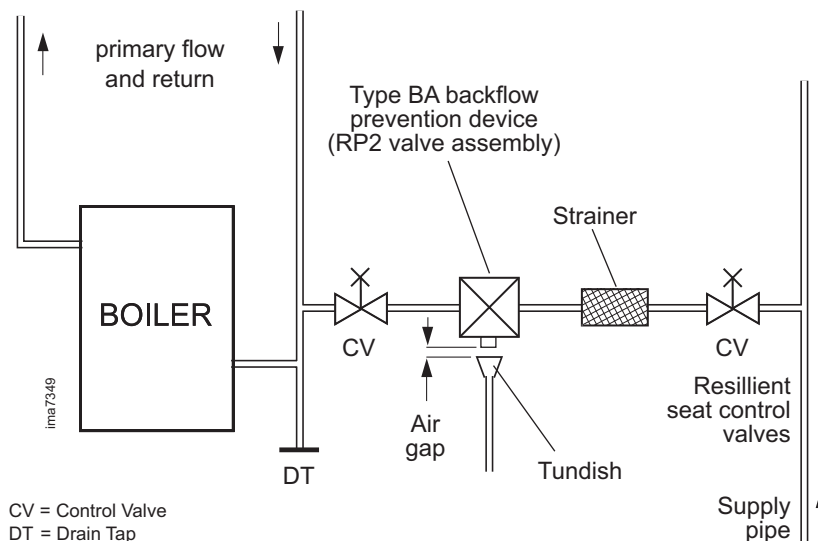 primary flow
and return
Type BA backflow
prevention device
(RP2 valve assembly)
Strainer
BOILER
CV
CV
ima7349
Air
gap
Resillient
seat control
valves
Tundish
DT
CV = Control Valve
DT = Drain Tap
Supply
pipe